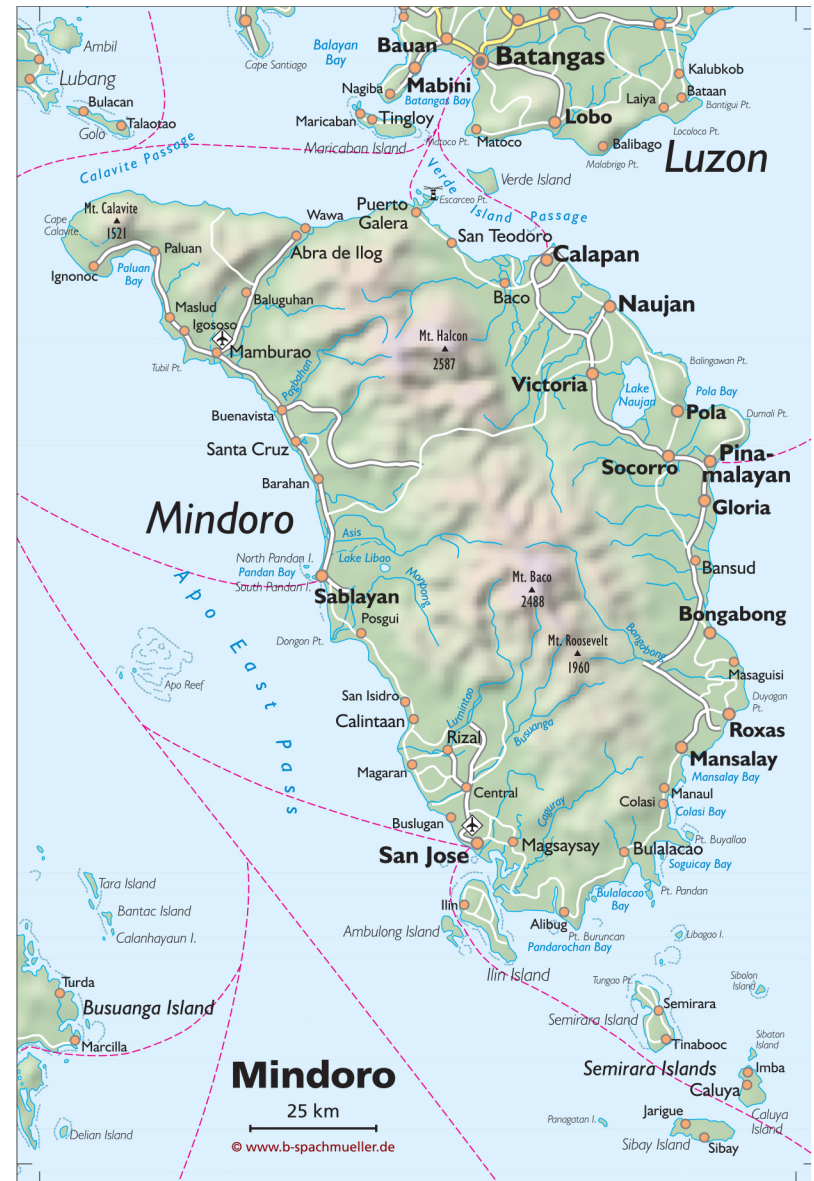 Ambil
Lubang
Bulacan
Talaotao
Golo
Calavite Passage
Cape Santiago
Balayan
Bay
Bauan
Batangas
Nagiba
Mabini
Batangas Bay
Maricaban
Tingloy
Maricaban Island
Matoco Pt.
Matoco
Lobo
Kalubkob
Laiya
Bataan
Bantigui Pt.
Locoloco Pt.
Balibago
Malabrigo Pt.
Luzon
Verde Island
Verde
Island Passage
Escarceo Pt.
Puerto
Galera
San Teodoro
Calapan
Mt. Calavite
1521
Cape
Calavite
Wawa
Abra de Ilog
Paluan
Ignonoc
Paluan
Bay
Baluguhan
Maslud
Igososo
Mamburao
Tubil Pt.
Baco
Naujan
Mt. Halcon
2587
Pagbahan
Victoria
Lake
Naujan
Balingawan Pt.
Pola Bay
Pola
Dumali Pt.
Buenavista
Santa Cruz
Barahan
Socorro
Pina-
malayan
Gloria
Mindoro
Asis
Lake Libao
North Pandan I.
Pandan Bay
South Pandan I.
Sablayan
Mompong
Mt. Baco
2488
Bansud
Apo East Pass
Posgui
Dongon Pt.
Mt. Roosevelt
1960
Bongabong
Bongabong
Masaguisi
Duyagan
Pt.
Apo Reef
San Isidro
Calintaan
Lumintao
Rizal
Busuanga
Roxas
Mansalay
Mansalay Bay
Magaran
Central
Manaul
Colasi
Colasi Bay
Caguray
Buslugan
San Jose
Magsaysay
Pt. Buyallao
Bulalacao
Soguicay Bay
Tara Island
Bantac Island
Calanhayaun I.
Ilin
Ambulong Island
Alibug
Bulalacao
Bay
Pt. Pandan
Pt. Buruncan
Pandarochan Bay
Libagao I.
Ilin Island
Turda
Busuanga Island
Marcilla
Tungao Pt.
Sibolon
Island
Semirara
Semirara Island
Tinabooc
Sibaton
Island
Semirara Islands
Imba
Caluya
Caluya
Island
Jarigue
Panagatan I.
Sibay Island
Sibay
Delian Island
Mindoro
25 km
© www.b-spachmueller.de